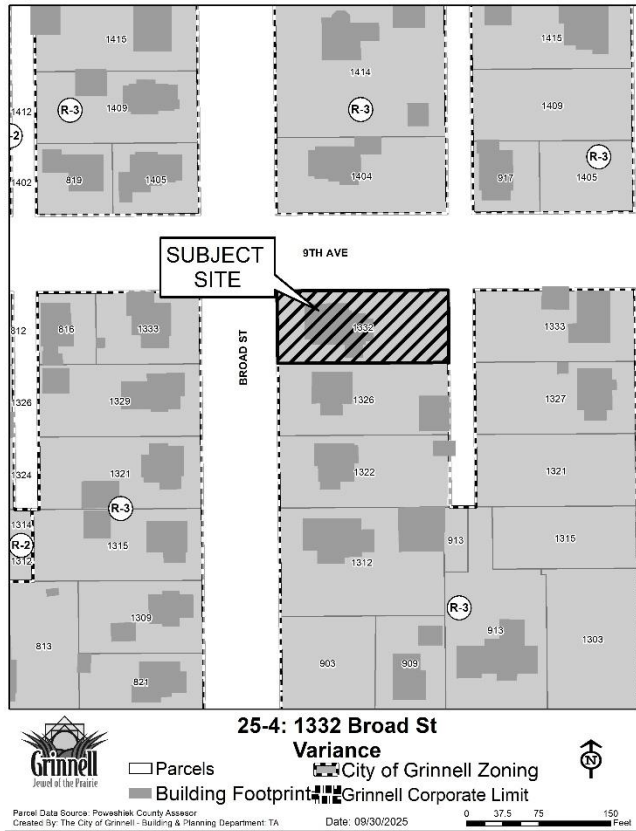 1415
1414
1415
1412
R-3
1409
R-3
1409
R-3
-2
1402
819
1405
1404
917
1405
9TH AVE
SUBJECT
SITE
BROAD ST
812
816
1333
1332
1333
1326
1329
1326
1327
1324
1321
1322
1321
R-3
1314
R-2
1312
1315
1312
913
1315
R-3
813
1309
821
903
909
913
1303
25-4: 1332 Broad St
Variance
Grinnell
Jewel of the Prairie
Parcels
City of Grinnell Zoning
Building Footprint
Grinnell Corporate Limit
N
Parcel Data Source: Poweshiek County Assesor
Created By: The City of Grinnell - Building & Planning Department: TA
Date: 09/30/2025
0 37.5 75 150
Feet